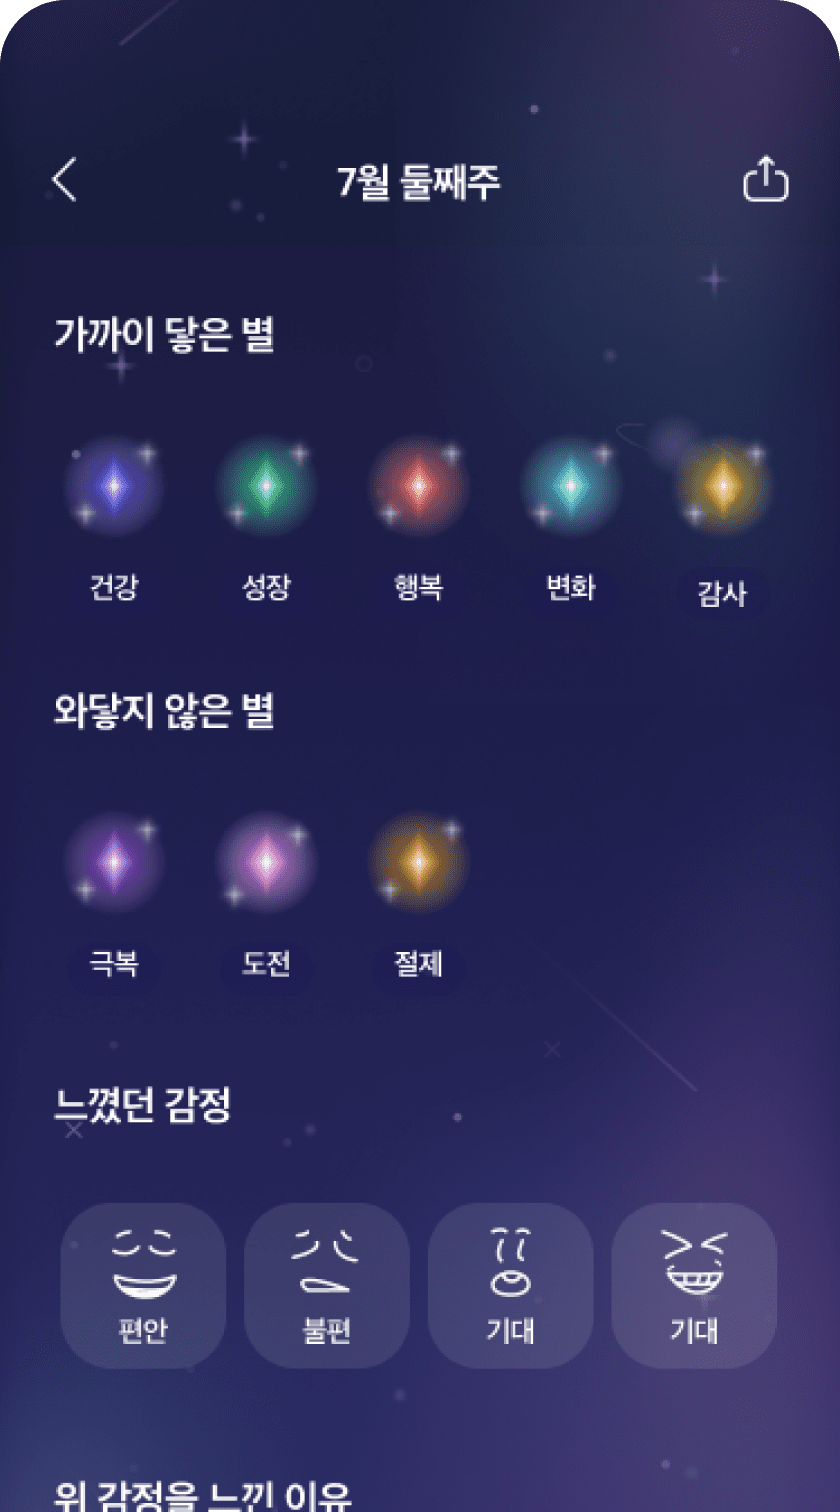 7월 둘째주
가까이 닿은 별
건강 성장 행복 변화 감사
와닿지 않은 별
극복 도전 절제
느꼈던 감정
편안 불편 기대 기대
위 감정을 느낀 이유